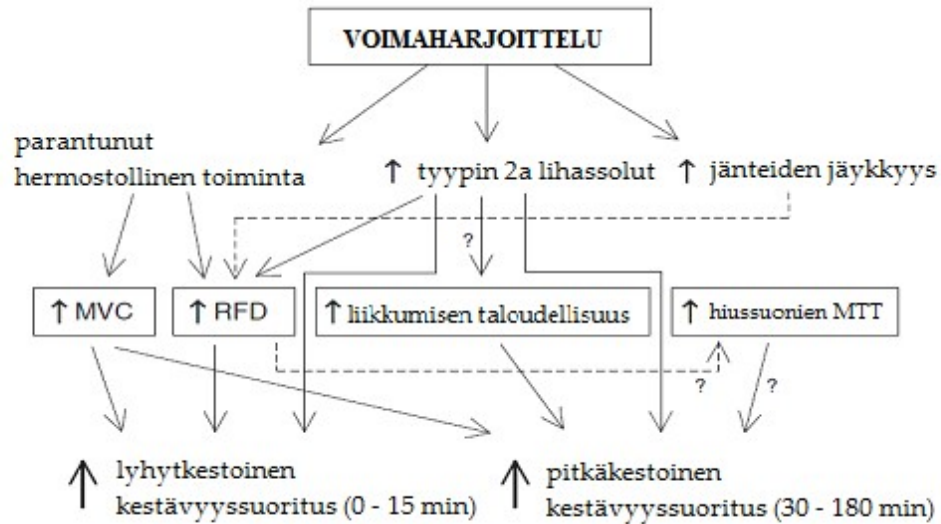 VOIMAHARJOITTELU
parantunut
hermostollinen toiminta
↑ tyypin 2a lihassolut
↑ jänteiden jäykkyys
?
↑ MVC
↑ RFD
↑ liikkumisen taloudellisuus
↑ hiussuonien MTT
?
?
↑ lyhytkestoinen
kestävyyssuoritus (0 - 15 min)
↑ pitkäkestoinen
kestävyyssuoritus (30 - 180 min)